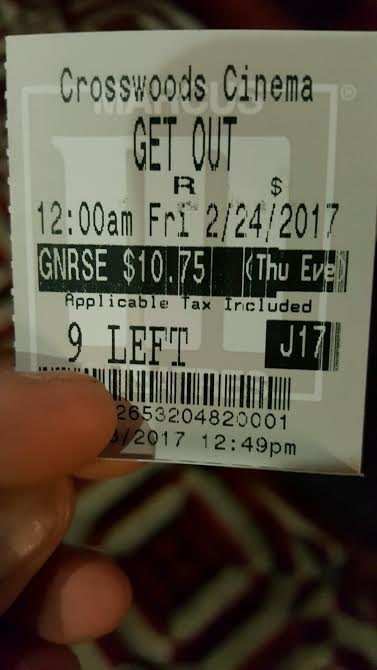 Crosswoods Cinema
MARCUS ®
GET OUT
R $
12:00am Fri 2/24/2017
GNRSE $10.75 (Thu Eve
Applicable Tax Included
9 LEFT J17
2653204820001
/2017 12:49pm